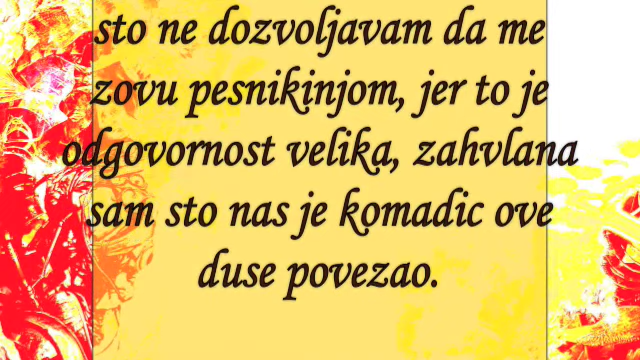 sto ne dozvoljavam da me
zovu pesnikinjom, jer to je
odgovornost velika, zahvlana
sam sto nas je komadic ove
duse povezao.